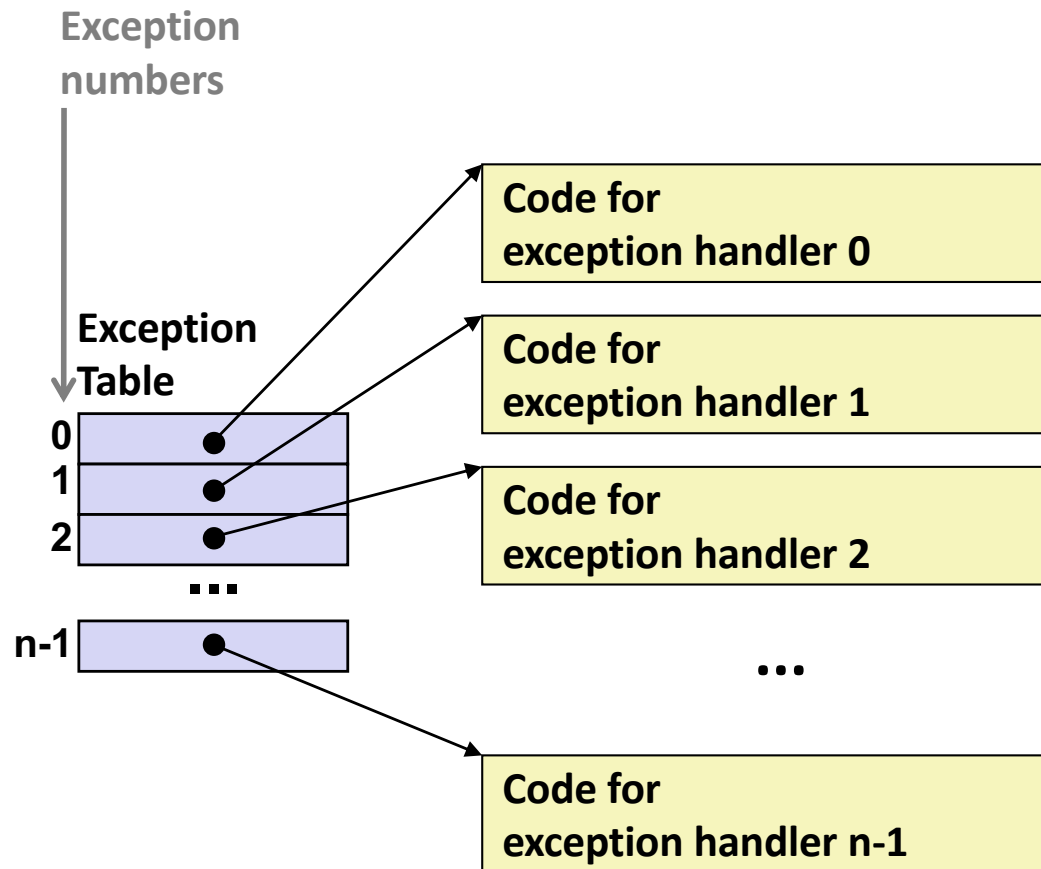 Exception
numbers
Exception
Table
0
1
2
...
n-1
Code for
exception handler 0
Code for
exception handler 1
Code for
exception handler 2
...
Code for
exception handler n-1